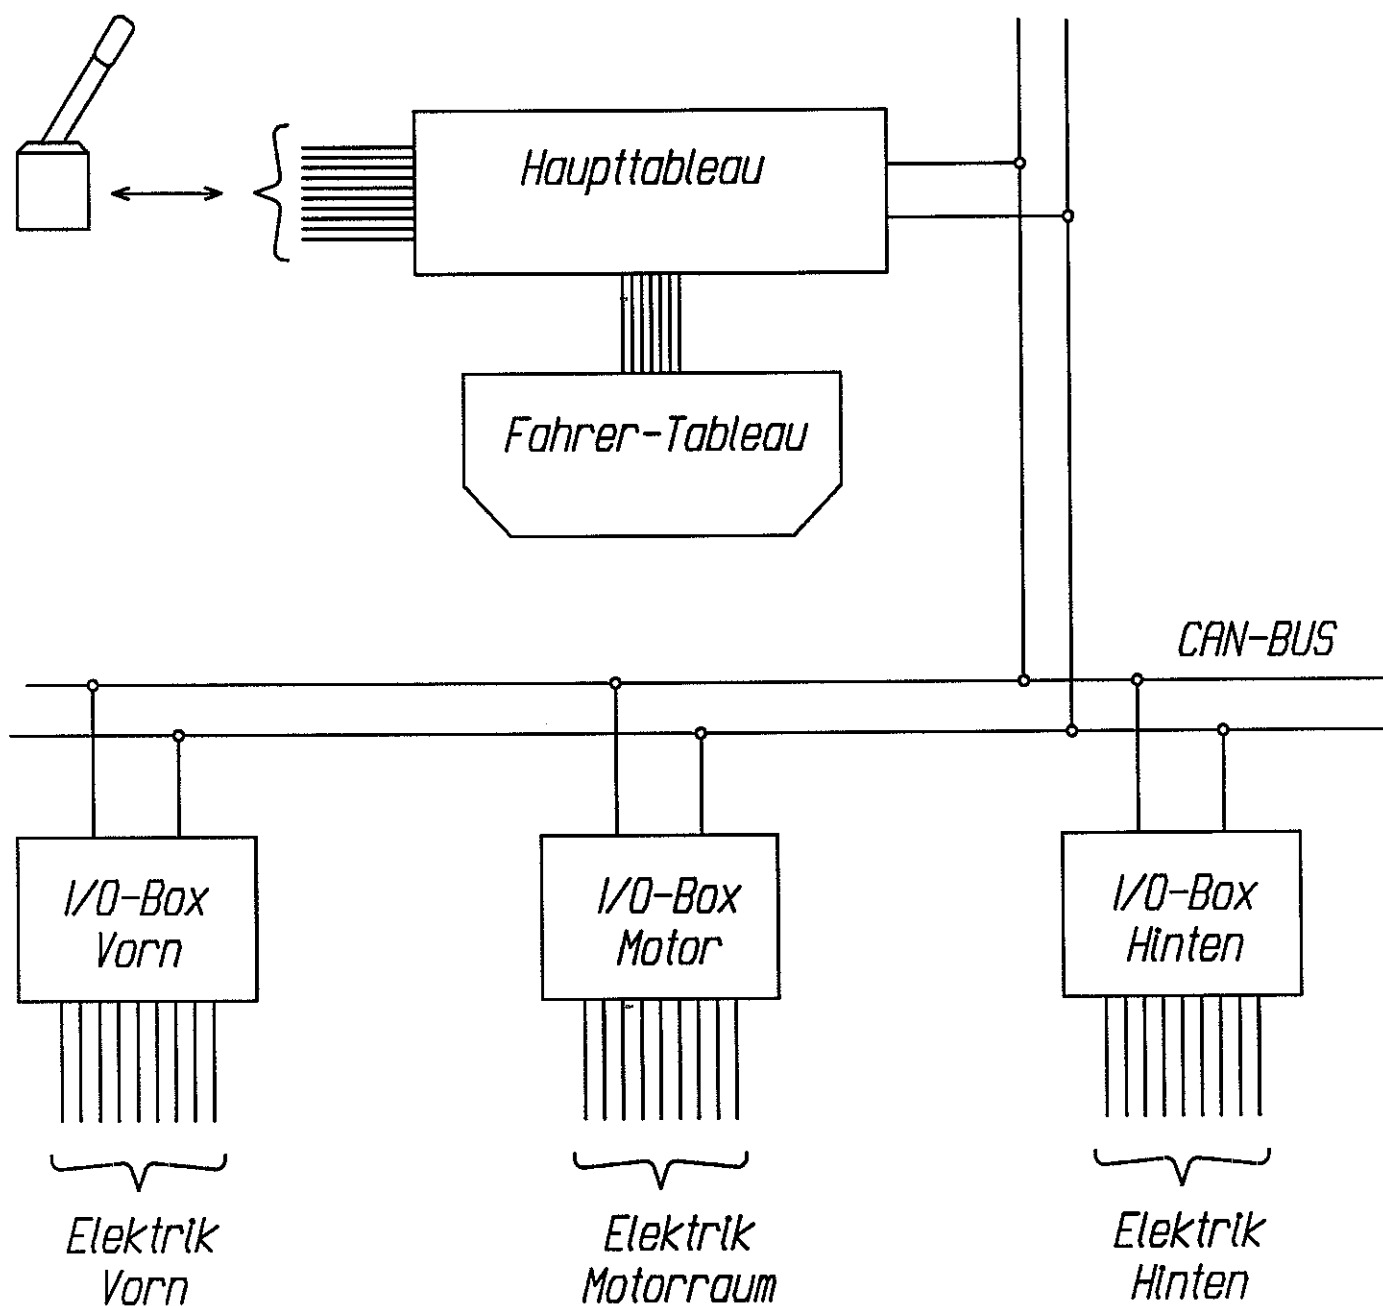 Haupttableau
Fahrer-Tableau
CAN-BUS
I/O-Box
Vorn
I/O-Box
Motor
I/O-Box
Hinten
Elektrik
Vorn
Elektrik
Motorraum
Elektrik
Hinten